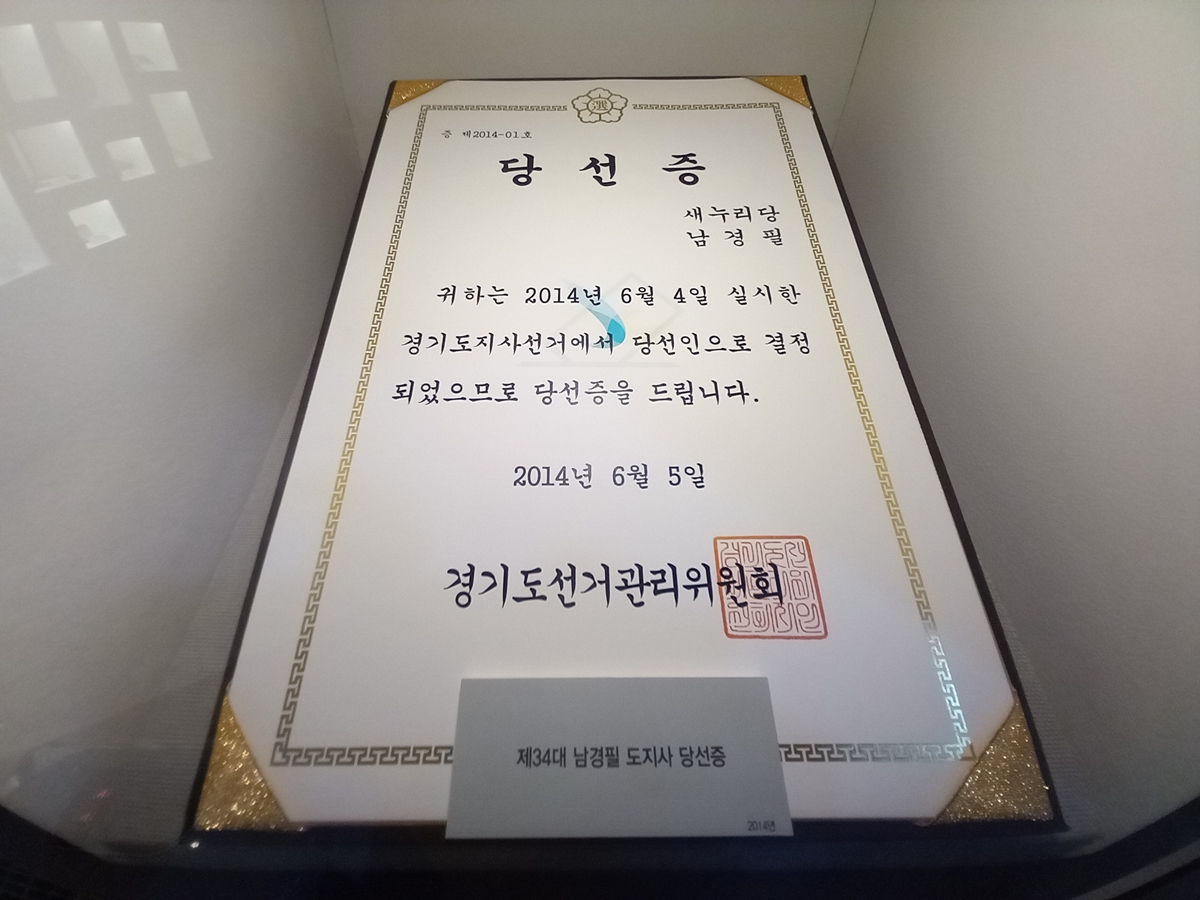 증 제2014-01호
당 선 증
새누리당
남 경 필
귀하는 2014년 6월 4일 실시한
경기도지사선거에서 당선인으로 결정
되었으므로 당선증을 드립니다.
2014년 6월 5일
경기도선거관리위원회
제34대 남경필 도지사 당선증
2014년